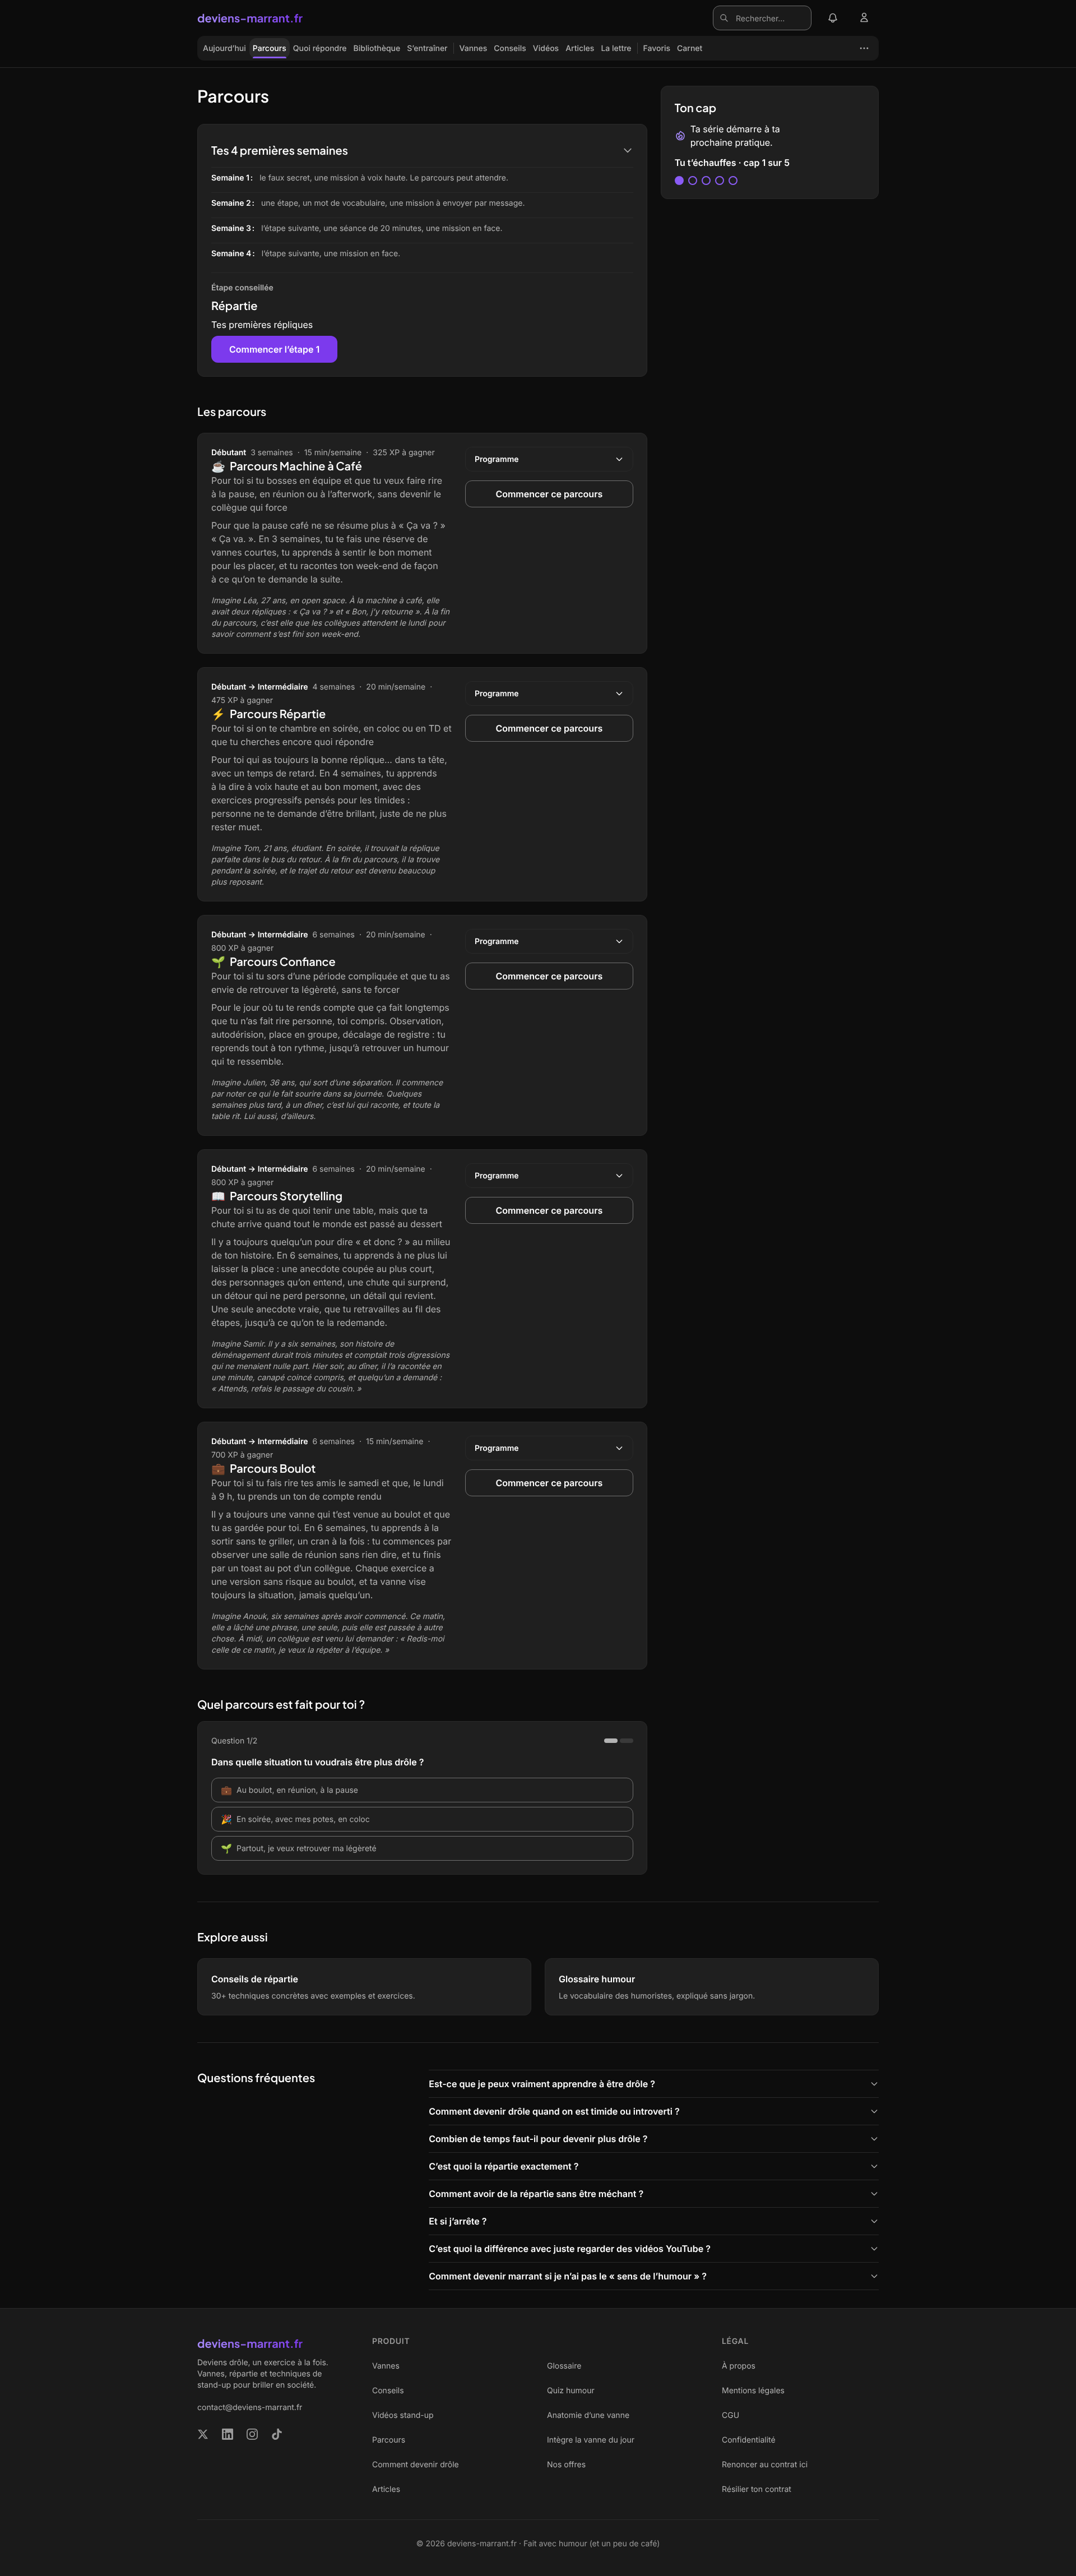 deviens-marrant.fr
Rechercher...
Aujourd'hui Parcours Quoi répondre Bibliothèque S'entraîner Vannes Conseils Vidéos Articles La lettre Favoris Carnet
Parcours
Tes 4 premières semaines
Semaine 1 : le faux secret, une mission à voix haute. Le parcours peut attendre.
Semaine 2 : une étape, un mot de vocabulaire, une mission à envoyer par message.
Semaine 3 : l'étape suivante, une séance de 20 minutes, une mission en face.
Semaine 4 : l'étape suivante, une mission en face.
Étape conseillée
Répartie
Tes premières répliques
Commencer l'étape 1
Ton cap
Ta série démarre à ta
prochaine pratique.
Tu t'échauffes · cap 1 sur 5
Les parcours
Débutant 3 semaines · 15 min/semaine · 325 XP à gagner
☕ Parcours Machine à Café
Pour toi si tu bosses en équipe et que tu veux faire rire
à la pause, en réunion ou à l'afterwork, sans devenir le
collègue qui force
Pour que la pause café ne se résume plus à « Ça va ? »
« Ça va. ». En 3 semaines, tu te fais une réserve de
vannes courtes, tu apprends à sentir le bon moment
pour les placer, et tu racontes ton week-end de façon
à ce qu'on te demande la suite.
Imagine Léa, 27 ans, en open space. À la machine à café, elle
avait deux répliques : « Ça va ? » et « Bon, j'y retourne ». À la fin
du parcours, c'est elle que les collègues attendent le lundi pour
savoir comment s'est fini son week-end.
Programme
Commencer ce parcours
Débutant → Intermédiaire 4 semaines · 20 min/semaine ·
475 XP à gagner
⚡ Parcours Répartie
Pour toi si on te chambre en soirée, en coloc ou en TD et
que tu cherches encore quoi répondre
Pour toi qui as toujours la bonne réplique… dans ta tête,
avec un temps de retard. En 4 semaines, tu apprends
à la dire à voix haute et au bon moment, avec des
exercices progressifs pensés pour les timides :
personne ne te demande d'être brillant, juste de ne plus
rester muet.
Imagine Tom, 21 ans, étudiant. En soirée, il trouvait la réplique
parfaite dans le bus du retour. À la fin du parcours, il la trouve
pendant la soirée, et le trajet du retour est devenu beaucoup
plus reposant.
Programme
Commencer ce parcours
Débutant → Intermédiaire 6 semaines · 20 min/semaine ·
800 XP à gagner
🌱 Parcours Confiance
Pour toi si tu sors d'une période compliquée et que tu as
envie de retrouver ta légèreté, sans te forcer
Pour le jour où tu te rends compte que ça fait longtemps
que tu n'as fait rire personne, toi compris. Observation,
autodérision, place en groupe, décalage de registre : tu
reprends tout à ton rythme, jusqu'à retrouver un humour
qui te ressemble.
Imagine Julien, 36 ans, qui sort d'une séparation. Il commence
par noter ce qui le fait sourire dans sa journée. Quelques
semaines plus tard, à un dîner, c'est lui qui raconte, et toute la
table rit. Lui aussi, d'ailleurs.
Programme
Commencer ce parcours
Débutant → Intermédiaire 6 semaines · 20 min/semaine ·
800 XP à gagner
📖 Parcours Storytelling
Pour toi si tu as de quoi tenir une table, mais que ta
chute arrive quand tout le monde est passé au dessert
Il y a toujours quelqu'un pour dire « et donc ? » au milieu
de ton histoire. En 6 semaines, tu apprends à ne plus lui
laisser la place : une anecdote coupée au plus court,
des personnages qu'on entend, une chute qui surprend,
un détour qui ne perd personne, un détail qui revient.
Une seule anecdote vraie, que tu retravailles au fil des
étapes, jusqu'à ce qu'on te la redemande.
Imagine Samir. Il y a six semaines, son histoire de
déménagement durait trois minutes et comptait trois digressions
qui ne menaient nulle part. Hier soir, au dîner, il l'a racontée en
une minute, canapé coincé compris, et quelqu'un a demandé :
« Attends, refais le passage du cousin. »
Programme
Commencer ce parcours
Débutant → Intermédiaire 6 semaines · 15 min/semaine ·
700 XP à gagner
💼 Parcours Boulot
Pour toi si tu fais rire tes amis le samedi et que, le lundi
à 9 h, tu prends un ton de compte rendu
Il y a toujours une vanne qui t'est venue au boulot et que
tu as gardée pour toi. En 6 semaines, tu apprends à la
sortir sans te griller, un cran à la fois : tu commences par
observer une salle de réunion sans rien dire, et tu finis
par un toast au pot d'un collègue. Chaque exercice a
une version sans risque au boulot, et ta vanne vise
toujours la situation, jamais quelqu'un.
Imagine Anouk, six semaines après avoir commencé. Ce matin,
elle a lâché une phrase, une seule, puis elle est passée à autre
chose. À midi, un collègue est venu lui demander : « Redis-moi
celle de ce matin, je veux la répéter à l'équipe. »
Programme
Commencer ce parcours
Quel parcours est fait pour toi ?
Question 1/2
Dans quelle situation tu voudrais être plus drôle ?
💼 Au boulot, en réunion, à la pause
🎉 En soirée, avec mes potes, en coloc
🌱 Partout, je veux retrouver ma légèreté
Explore aussi
Conseils de répartie
30+ techniques concrètes avec exemples et exercices.
Glossaire humour
Le vocabulaire des humoristes, expliqué sans jargon.
Questions fréquentes
Est-ce que je peux vraiment apprendre à être drôle ?
Comment devenir drôle quand on est timide ou introverti ?
Combien de temps faut-il pour devenir plus drôle ?
C'est quoi la répartie exactement ?
Comment avoir de la répartie sans être méchant ?
Et si j'arrête ?
C'est quoi la différence avec juste regarder des vidéos YouTube ?
Comment devenir marrant si je n'ai pas le « sens de l'humour » ?
deviens-marrant.fr
Deviens drôle, un exercice à la fois.
Vannes, répartie et techniques de
stand-up pour briller en société.
contact@deviens-marrant.fr
PRODUIT
Vannes
Conseils
Vidéos stand-up
Parcours
Comment devenir drôle
Articles
Glossaire
Quiz humour
Anatomie d'une vanne
Intègre la vanne du jour
Nos offres
LÉGAL
À propos
Mentions légales
CGU
Confidentialité
Renoncer au contrat ici
Résilier ton contrat
© 2026 deviens-marrant.fr · Fait avec humour (et un peu de café)